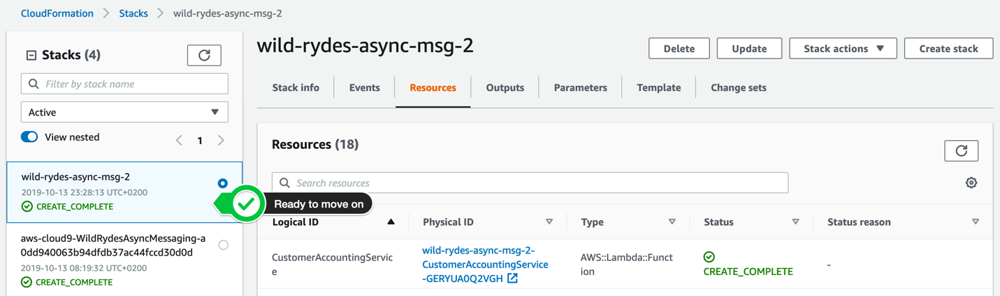 CloudFormation > Stacks > wild-rydes-async-msg-2
Stacks (4)
Filter by stack name
Active
View nested
1
wild-rydes-async-msg-2
2019-10-13 23:28:13 UTC+0200
CREATE_COMPLETE
aws-cloud9-WildRydesAsyncMessaging-a
0dd940063b94dfdb37ac44fccd30d0d
2019-10-13 08:19:32 UTC+0200
CREATE_COMPLETE
Ready to move on
wild-rydes-async-msg-2
Delete Update Stack actions Create stack
Stack info Events Resources Outputs Parameters Template Change sets
Resources (18)
Search resources
Logical ID Physical ID Type Status Status reason
CustomerAccountingServic
e
wild-rydes-async-msg-2-
CustomerAccountingService
-GERYUA0Q2VGH
AWS::Lambda::Funct
ion
CREATE_COMPLETE
-